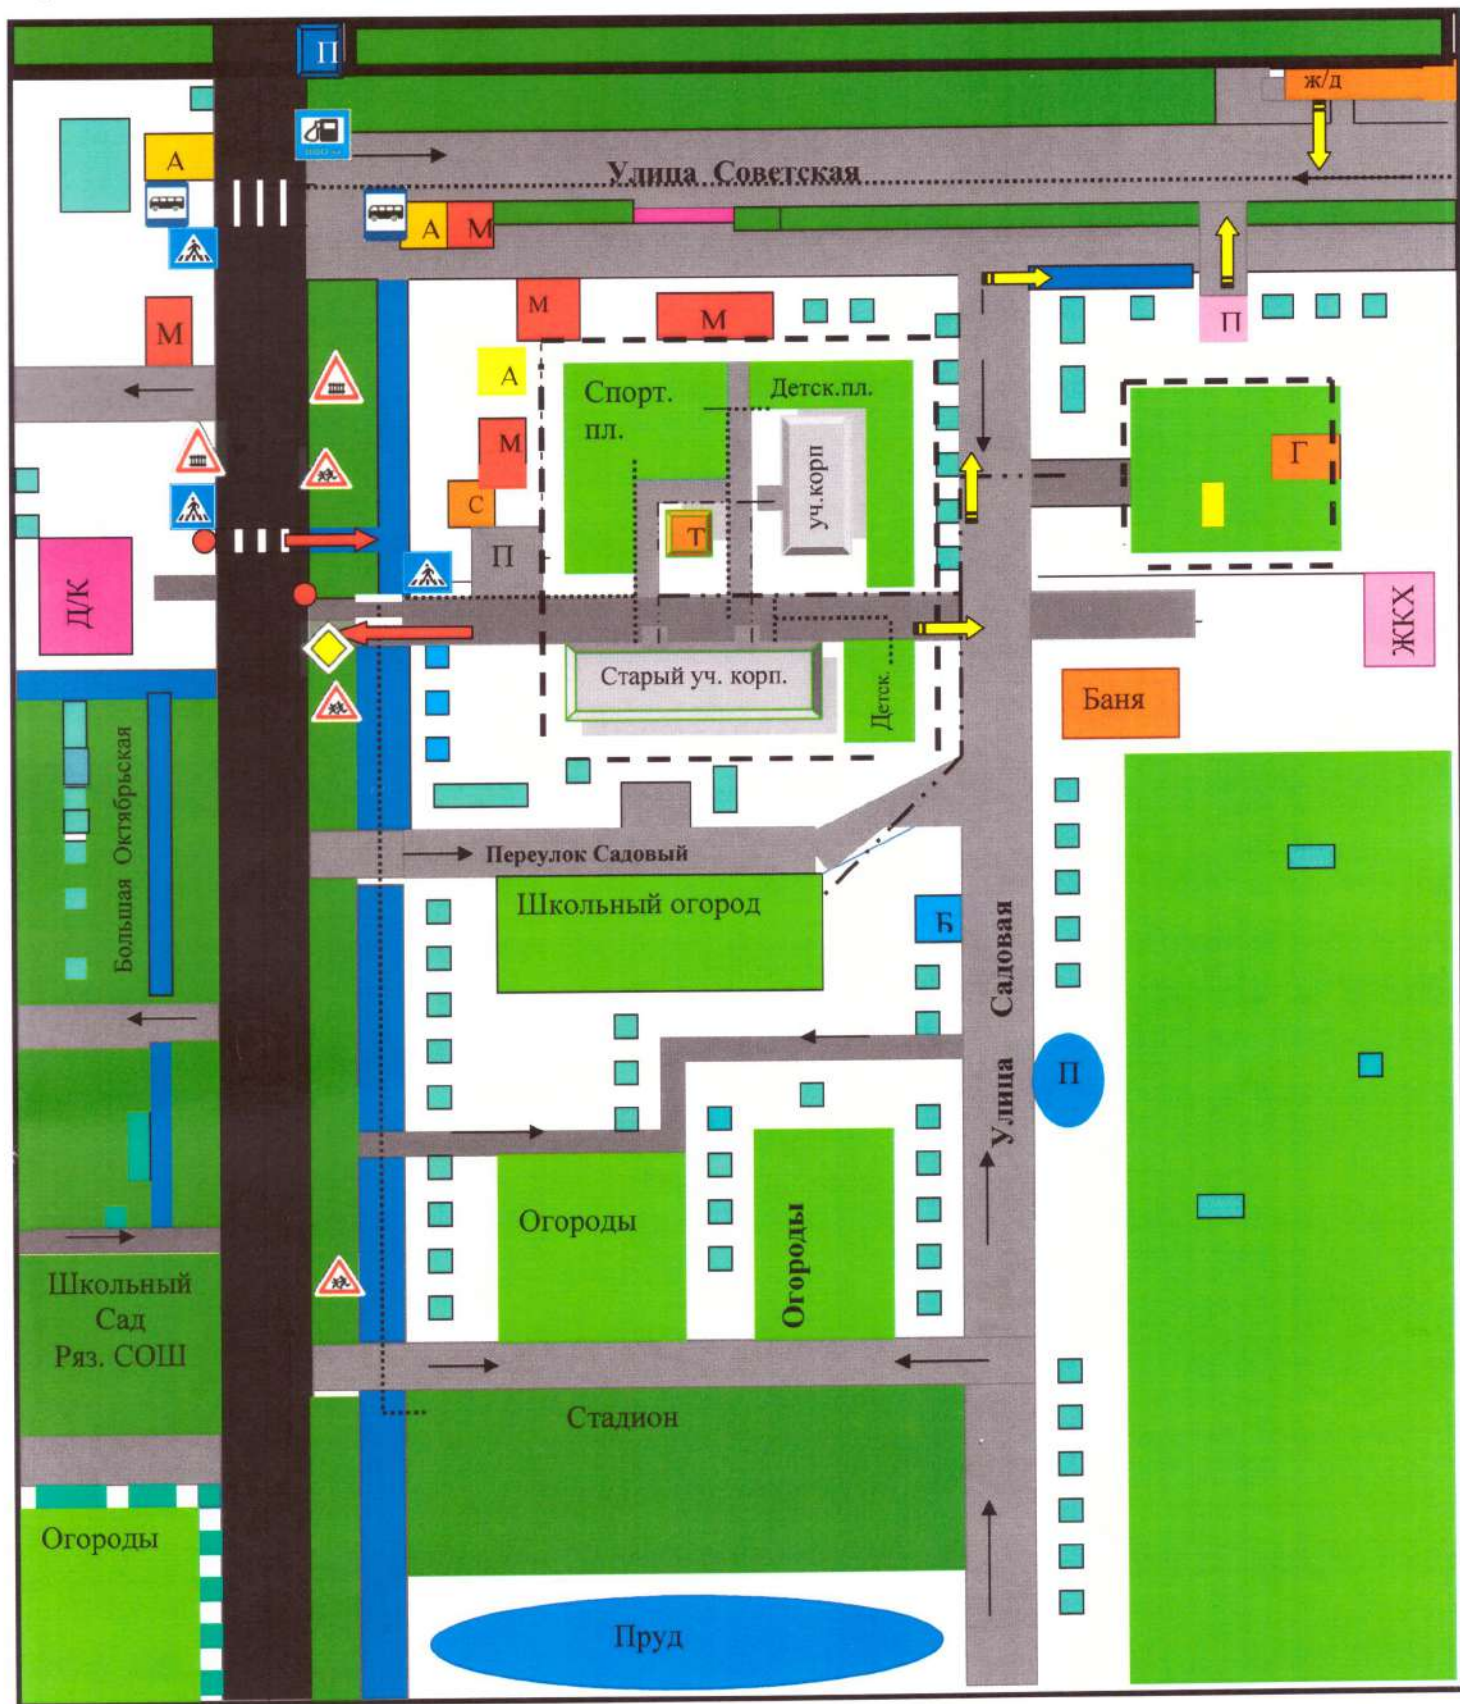 П
ж/д
А
Улица Советская
А
М
М
М
М
П
А
М
Спорт.
пл.
Детск.пл.
уч.корп
Г
С
П
Т
Д/К
ЖКХ
Старый уч. корп.
Детск.
Баня
Большая Октябрьская
Переулок Садовый
Школьный огород
Б
Улица Садовая
П
Огороды
Огороды
Школьный
Сад
Ряз. СОШ
Стадион
Огороды
Пруд